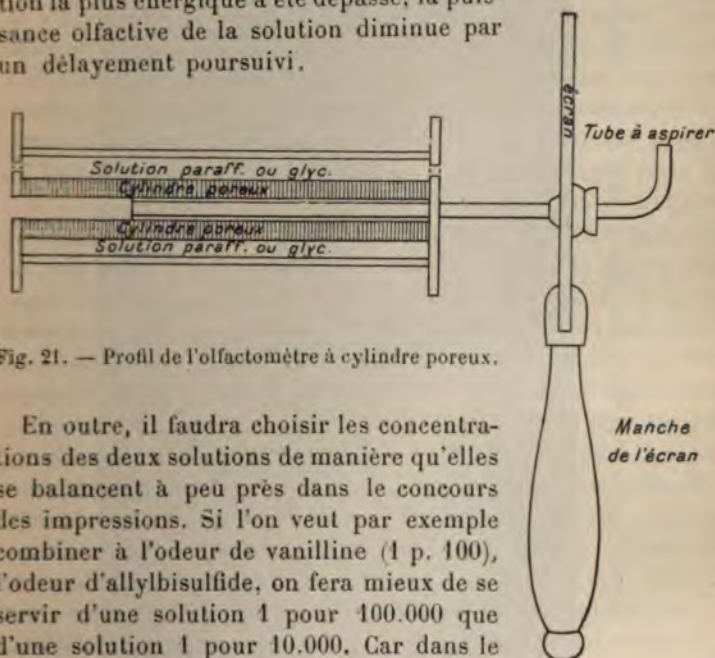 tion la plus énergique a été dépassé, la puis-
sance olfactive de la solution diminue par
un délayement poursuivi.
écran
Tube à aspirer
Solution paraff. ou glyc.
Cylindre poreux
Cylindre poreux
Solution paraff. ou glyc.
Fig. 21. — Profil de l'olfactomètre à cylindre poreux.
En outre, il faudra choisir les concentra-
tions des deux solutions de manière qu'elles
se balancent à peu près dans le concours
des impressions. Si l'on veut par exemple
combiner à l'odeur de vanilline (1 p. 100),
l'odeur d'allylbisulfide, on fera mieux de se
servir d'une solution 1 pour 100.000 que
d'une solution 1 pour 10.000. Car dans le
Manche
de l'écran